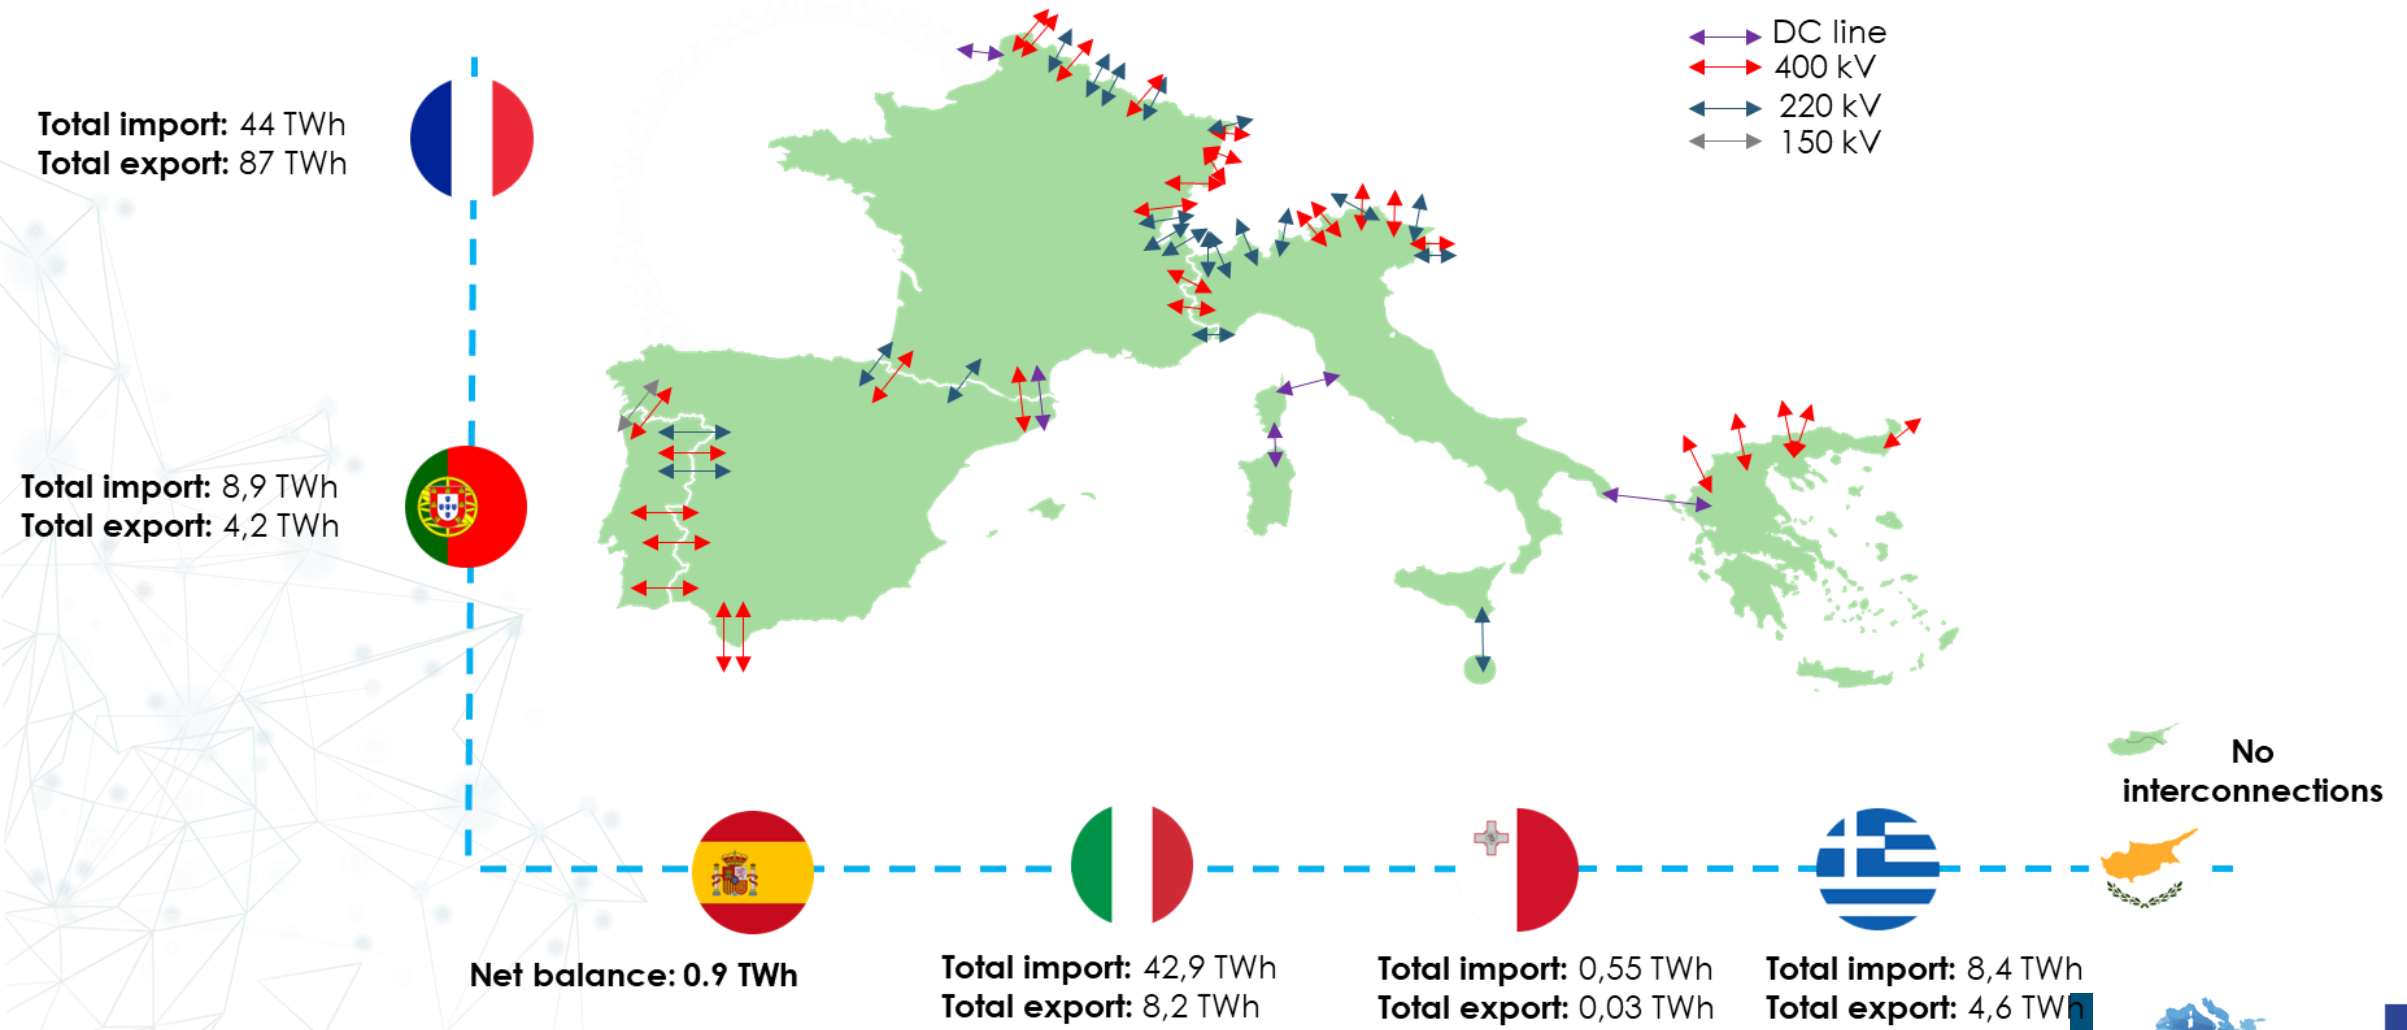 DC line
400 kV
220 kV
150 kV
Total import: 44 TWh
Total export: 87 TWh
Total import: 8,9 TWh
Total export: 4,2 TWh
No
interconnections
Net balance: 0.9 TWh
Total import: 42,9 TWh
Total export: 8,2 TWh
Total import: 0,55 TWh
Total export: 0,03 TWh
Total import: 8,4 TWh
Total export: 4,6 TWh